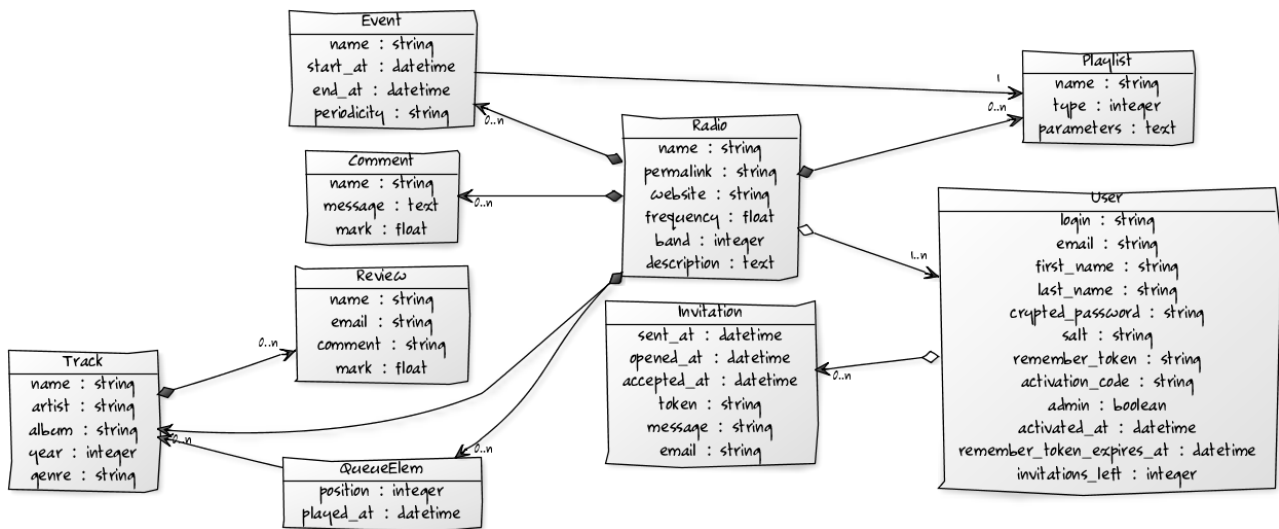 Event
name : string
start_at : datetime
end_at : datetime
periodicity : string
Playlist
name : string
type : integer
parameters : text
1
0..n
0..n
Radio
name : string
permalink : string
website : string
frequency : float
band : integer
description : text
Comment
name : string
message : text
mark : float
0..n
User
login : string
email : string
first_name : string
last_name : string
crypted_password : string
salt : string
remember_token : string
activation_code : string
admin : boolean
activated_at : datetime
remember_token_expires_at : datetime
invitations_left : integer
1..n
Review
name : string
email : string
comment : string
mark : float
0..n
Invitation
sent_at : datetime
opened_at : datetime
accepted_at : datetime
token : string
message : string
email : string
0..n
Track
name : string
artist : string
album : string
year : integer
genre : string
0..n
0..n
QueueElem
position : integer
played_at : datetime